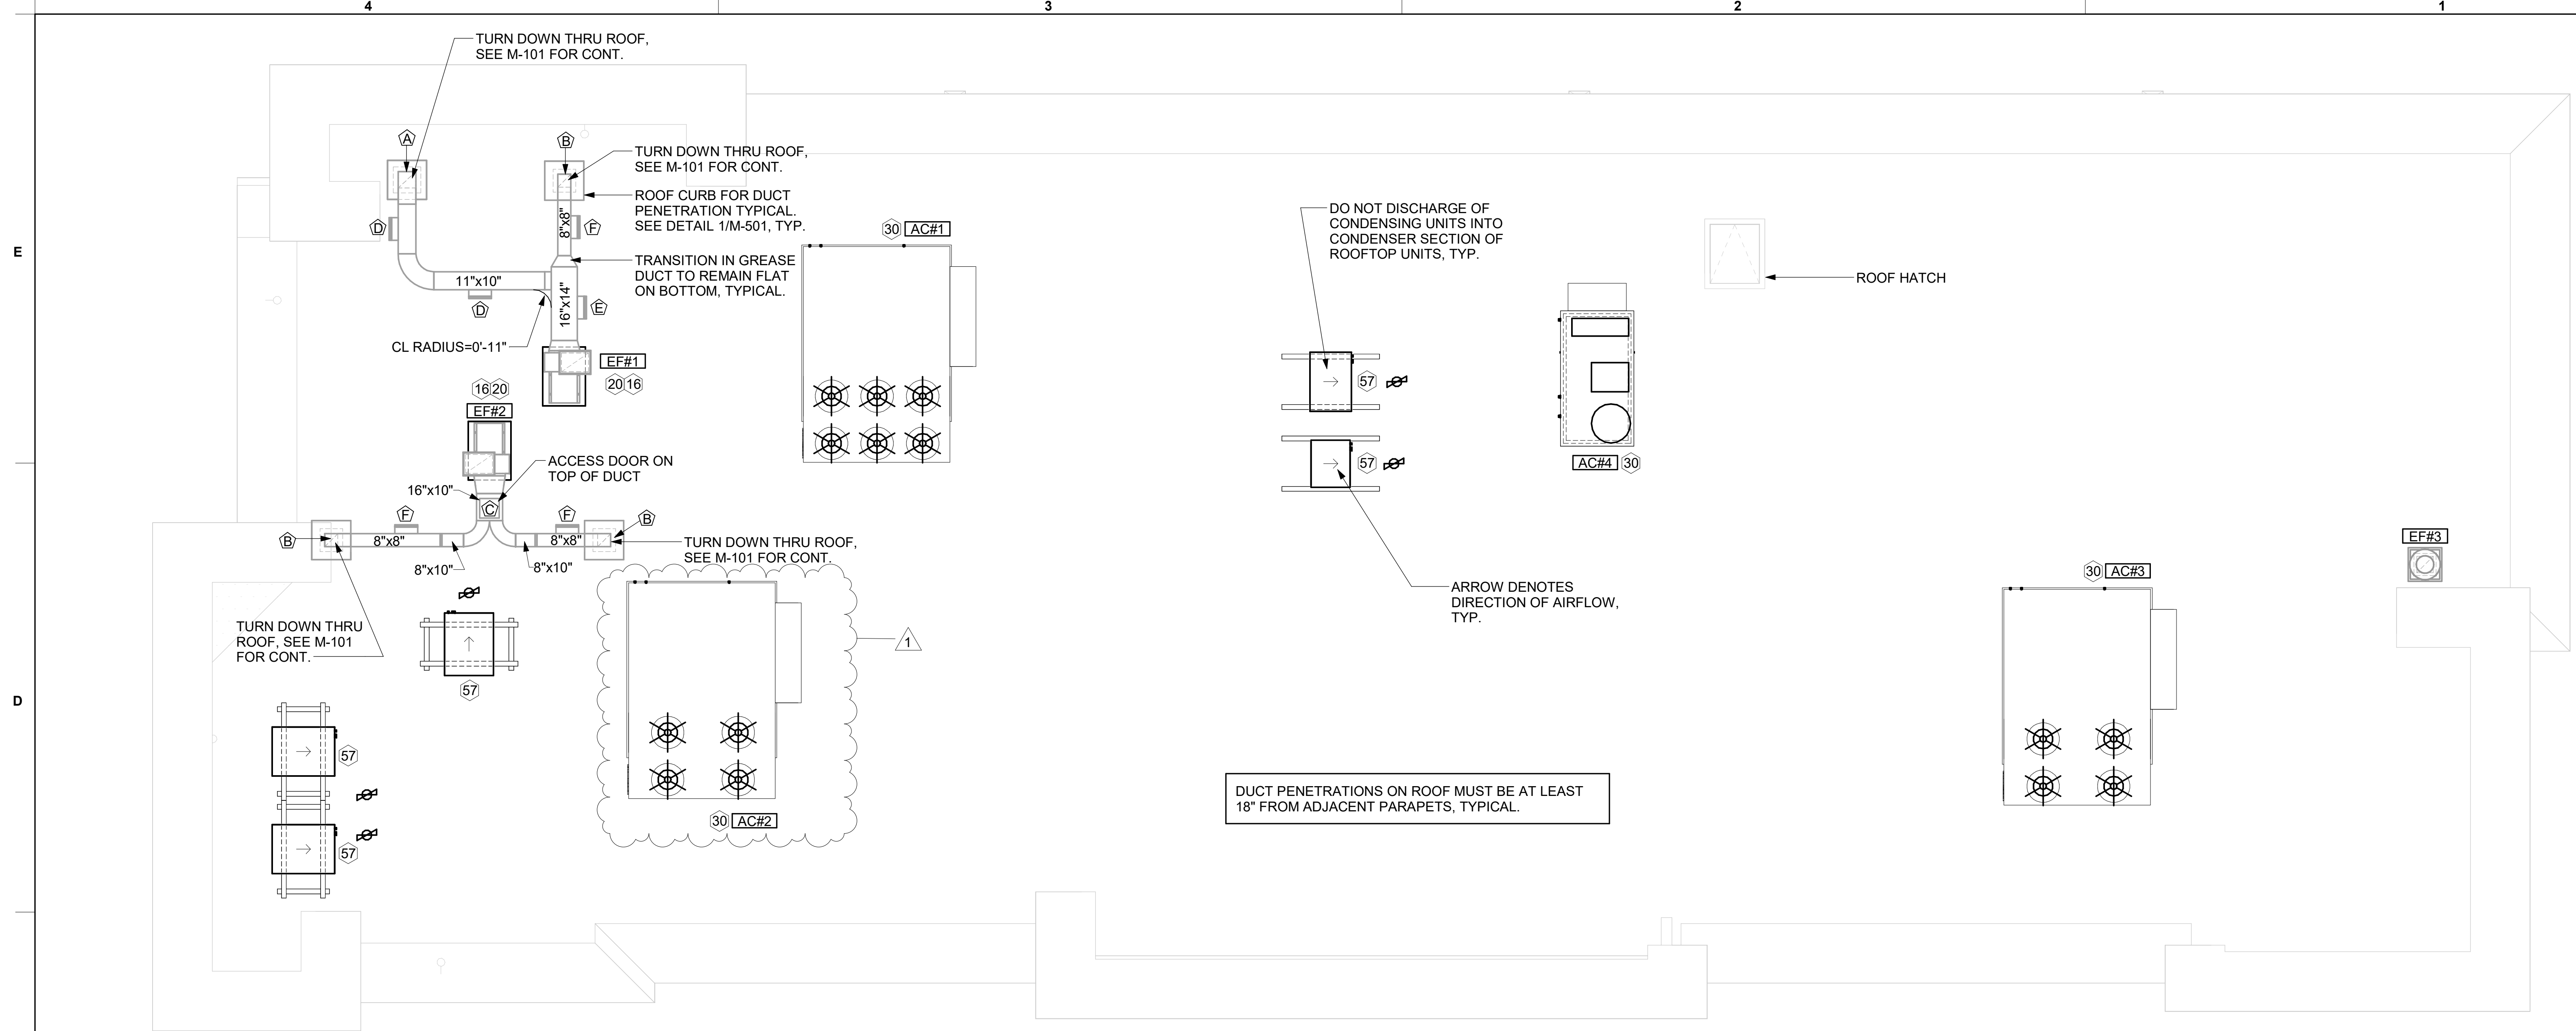 4
3
2
1
E
D
TURN DOWN THRU ROOF,
SEE M-101 FOR CONT.
A
B
TURN DOWN THRU ROOF,
SEE M-101 FOR CONT.
ROOF CURB FOR DUCT
PENETRATION TYPICAL.
SEE DETAIL 1/M-501, TYP.
D
8"x8"
F
TRANSITION IN GREASE
DUCT TO REMAIN FLAT
ON BOTTOM, TYPICAL.
11"x10"
D
16"x14"
E
CL RADIUS=0'-11"
EF#1
20 16
16 20
EF#2
ACCESS DOOR ON
TOP OF DUCT
16"x10"
C
F
F
B
B
8"x8"
8"x8"
8"x10"
8"x10"
TURN DOWN THRU ROOF,
SEE M-101 FOR CONT.
TURN DOWN THRU
ROOF, SEE M-101
FOR CONT.
57
57
57
30 AC#1
30 AC#2
1
DO NOT DISCHARGE OF
CONDENSING UNITS INTO
CONDENSER SECTION OF
ROOFTOP UNITS, TYP.
57
57
ARROW DENOTES
DIRECTION OF AIRFLOW,
TYP.
ROOF HATCH
AC#4 30
EF#3
30 AC#3
DUCT PENETRATIONS ON ROOF MUST BE AT LEAST
18" FROM ADJACENT PARAPETS, TYPICAL.